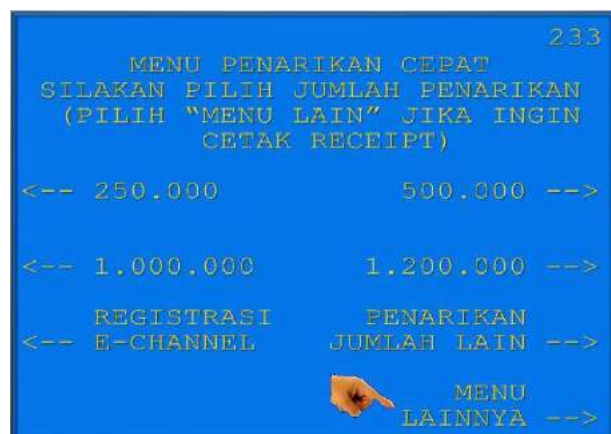 233
MENU PENARIKAN CEPAT
SILAKAN PILIH JUMLAH PENARIKAN
(PILIH “MENU LAIN” JIKA INGIN
CETAK RECEIPT)
<-- 250.000 500.000 -->
<-- 1.000.000 1.200.000 -->
REGISTRASI PENARIKAN
<-- E-CHANNEL JUMLAH LAIN -->
MENU
LAINNYA -->